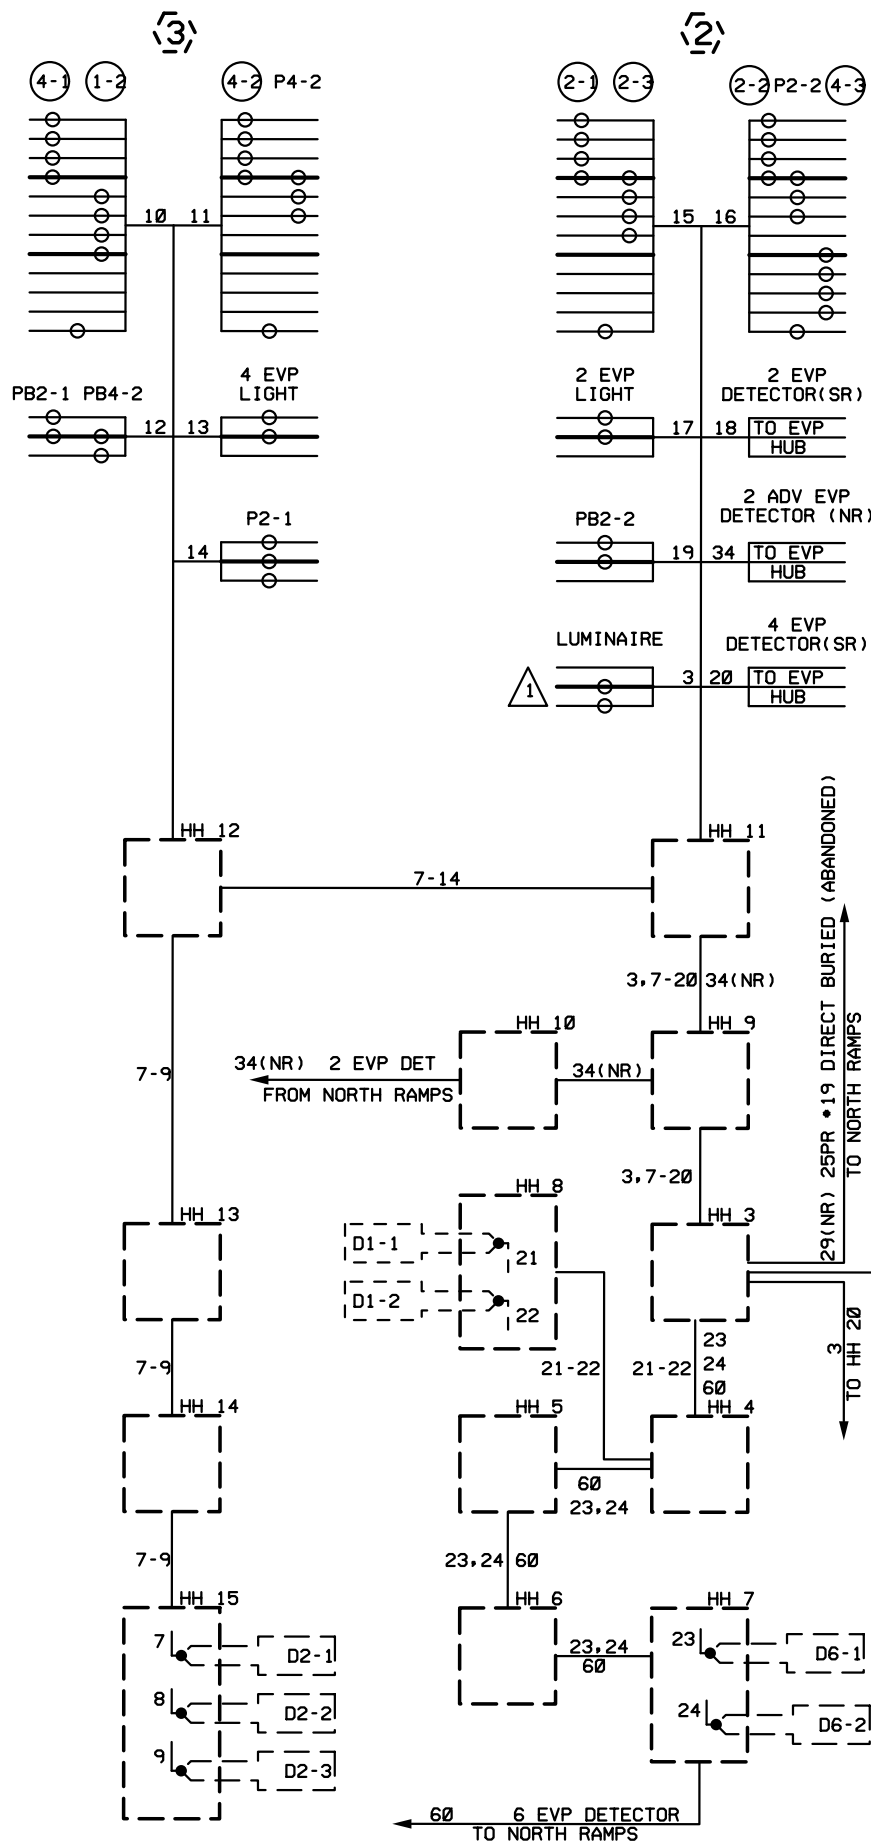 3
2
4-1
1-2
4-2
P4-2
2-1
2-3
2-2
P2-2
4-3
10
11
15
16
PB2-1 PB4-2
4 EVP
LIGHT
12
13
2 EVP
LIGHT
2 EVP
DETECTOR(SR)
17
18
TO EVP
HUB
P2-1
14
PB2-2
2 ADV EVP
DETECTOR (NR)
19
34
TO EVP
HUB
LUMINAIRE
4 EVP
DETECTOR(SR)
1
3
20
TO EVP
HUB
HH 12
HH 11
7-14
29(NR) 25PR #19 DIRECT BURIED (ABANDONED)
TO NORTH RAMPS
3,7-20
34(NR)
HH 10
HH 9
34(NR) 2 EVP DET
FROM NORTH RAMPS
34(NR)
7-9
3,7-20
HH 13
HH 8
HH 3
D1-1
21
D1-2
22
3
TO HH 20
7-9
21-22
21-22
23
24
60
HH 14
HH 5
HH 4
60
23,24
7-9
23,24
60
HH 15
HH 6
HH 7
7
D2-1
8
D2-2
9
D2-3
23,24
60
23
D6-1
24
D6-2
60
6 EVP DETECTOR
TO NORTH RAMPS